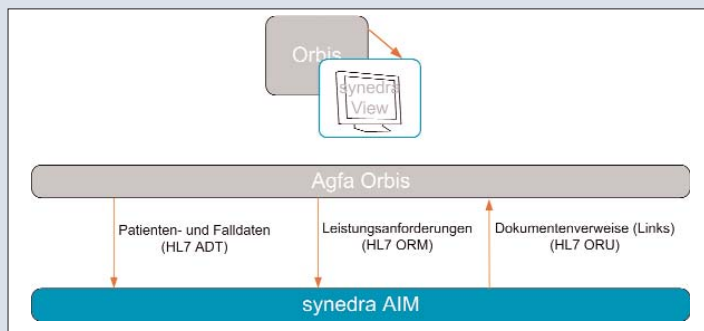 Orbis
synedra
View
Agfa Orbis
Patienten- und Falldaten
(HL7 ADT)
Leistungsanforderungen
(HL7 ORM)
Dokumentenverweise (Links)
(HL7 ORU)
synedra AIM